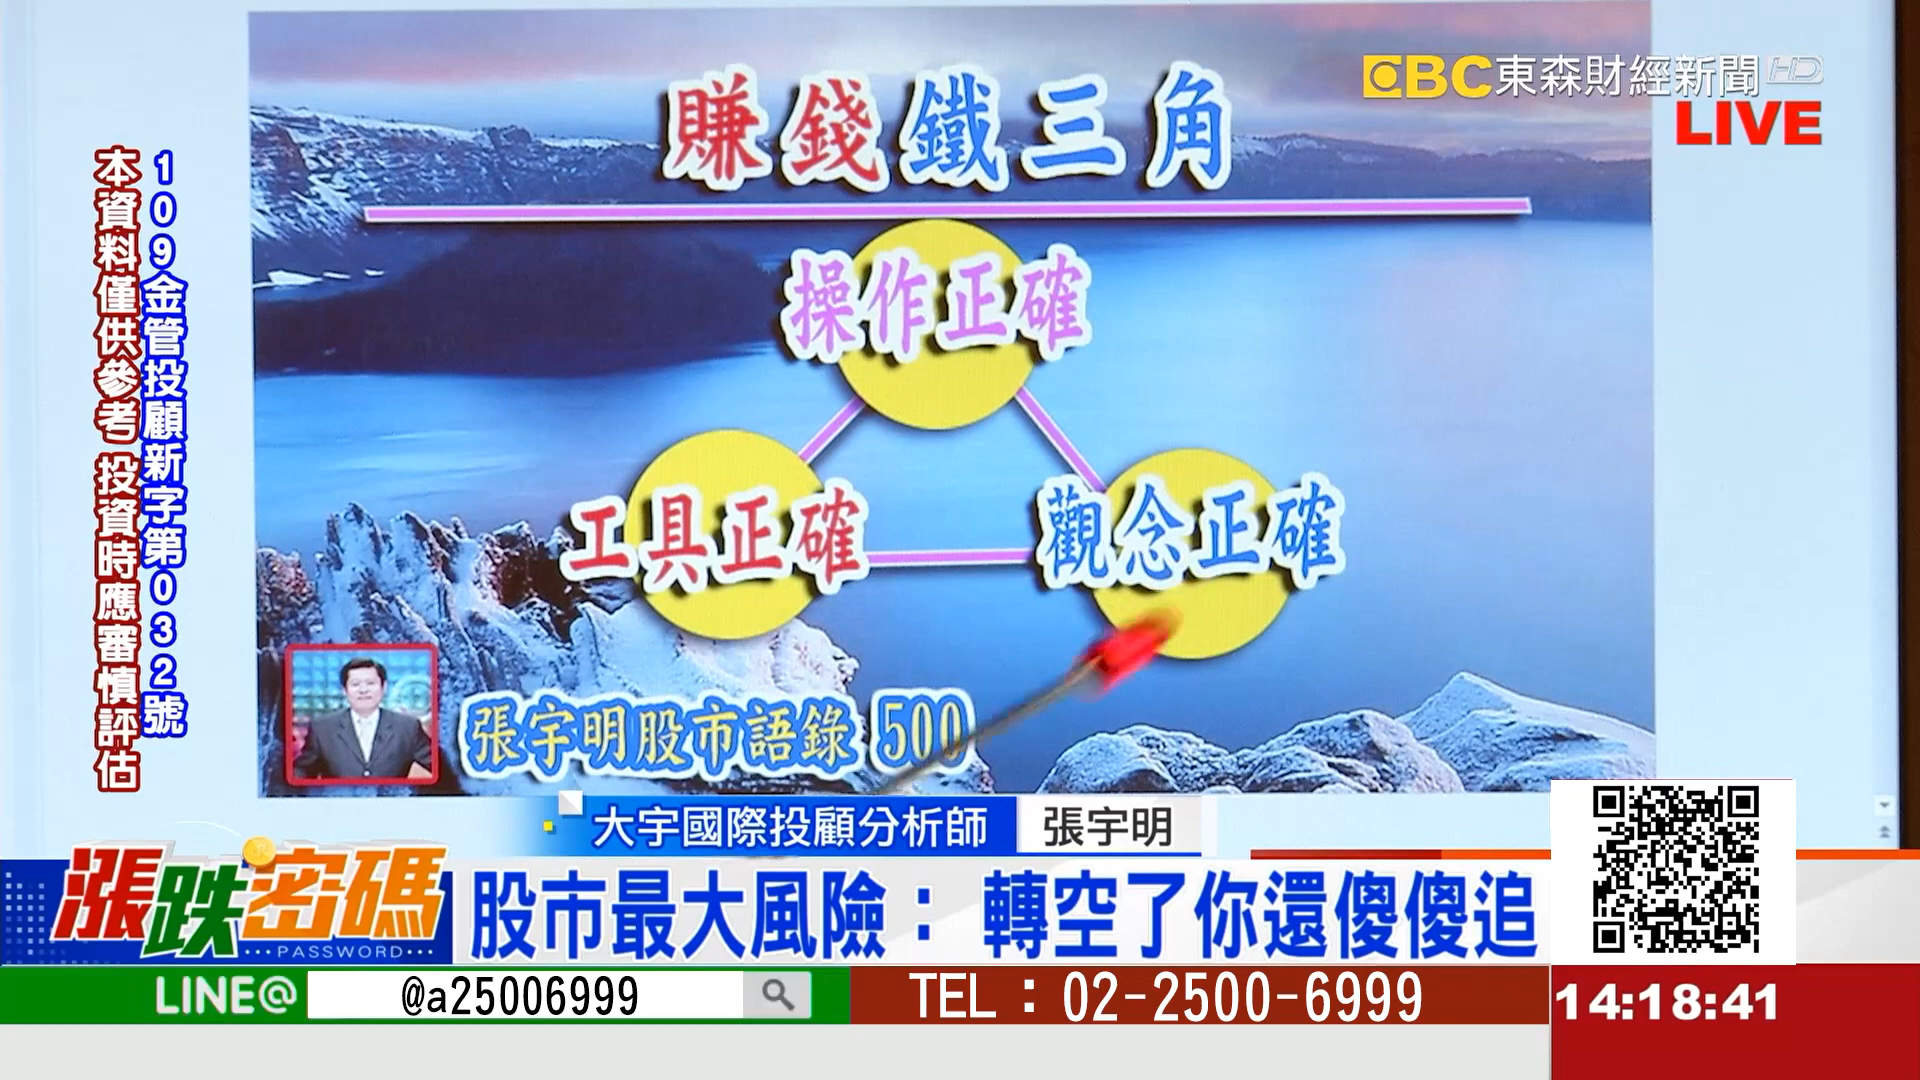 EBC東森財經新聞HD
LIVE
賺錢鐵三角
操作正確
工具正確
觀念正確
張宇明股市語錄 500
109金管投顧新字第032號
本資料僅供參考 投資時應審慎評估
大宇國際投顧分析師
張宇明
漲跌密碼
PASSWORD
股市最大風險： 轉空了你還傻傻追
LINE@
@a25006999
TEL：02-2500-6999
14:18:41